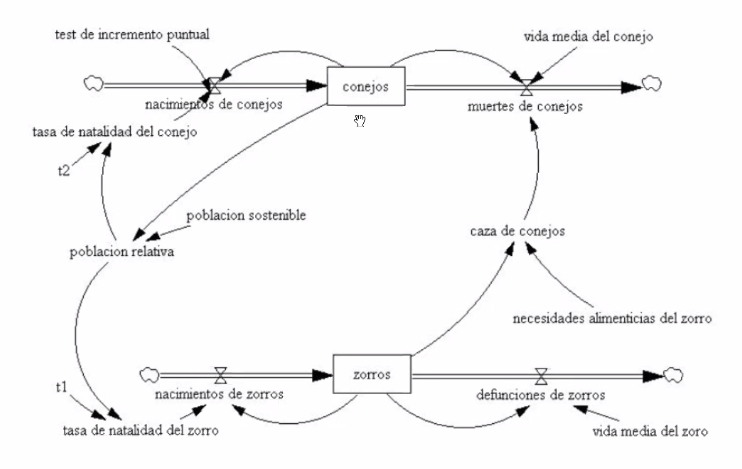 test de incremento puntual
vida media del conejo
conejos
nacimientos de conejos
muertes de conejos
tasa de natalidad del conejo
t2
poblacion sostenible
poblacion relativa
caza de conejos
necesidades alimenticias del zorro
zorros
t1
nacimientos de zorros
defunciones de zorros
tasa de natalidad del zorro
vida media del zoro